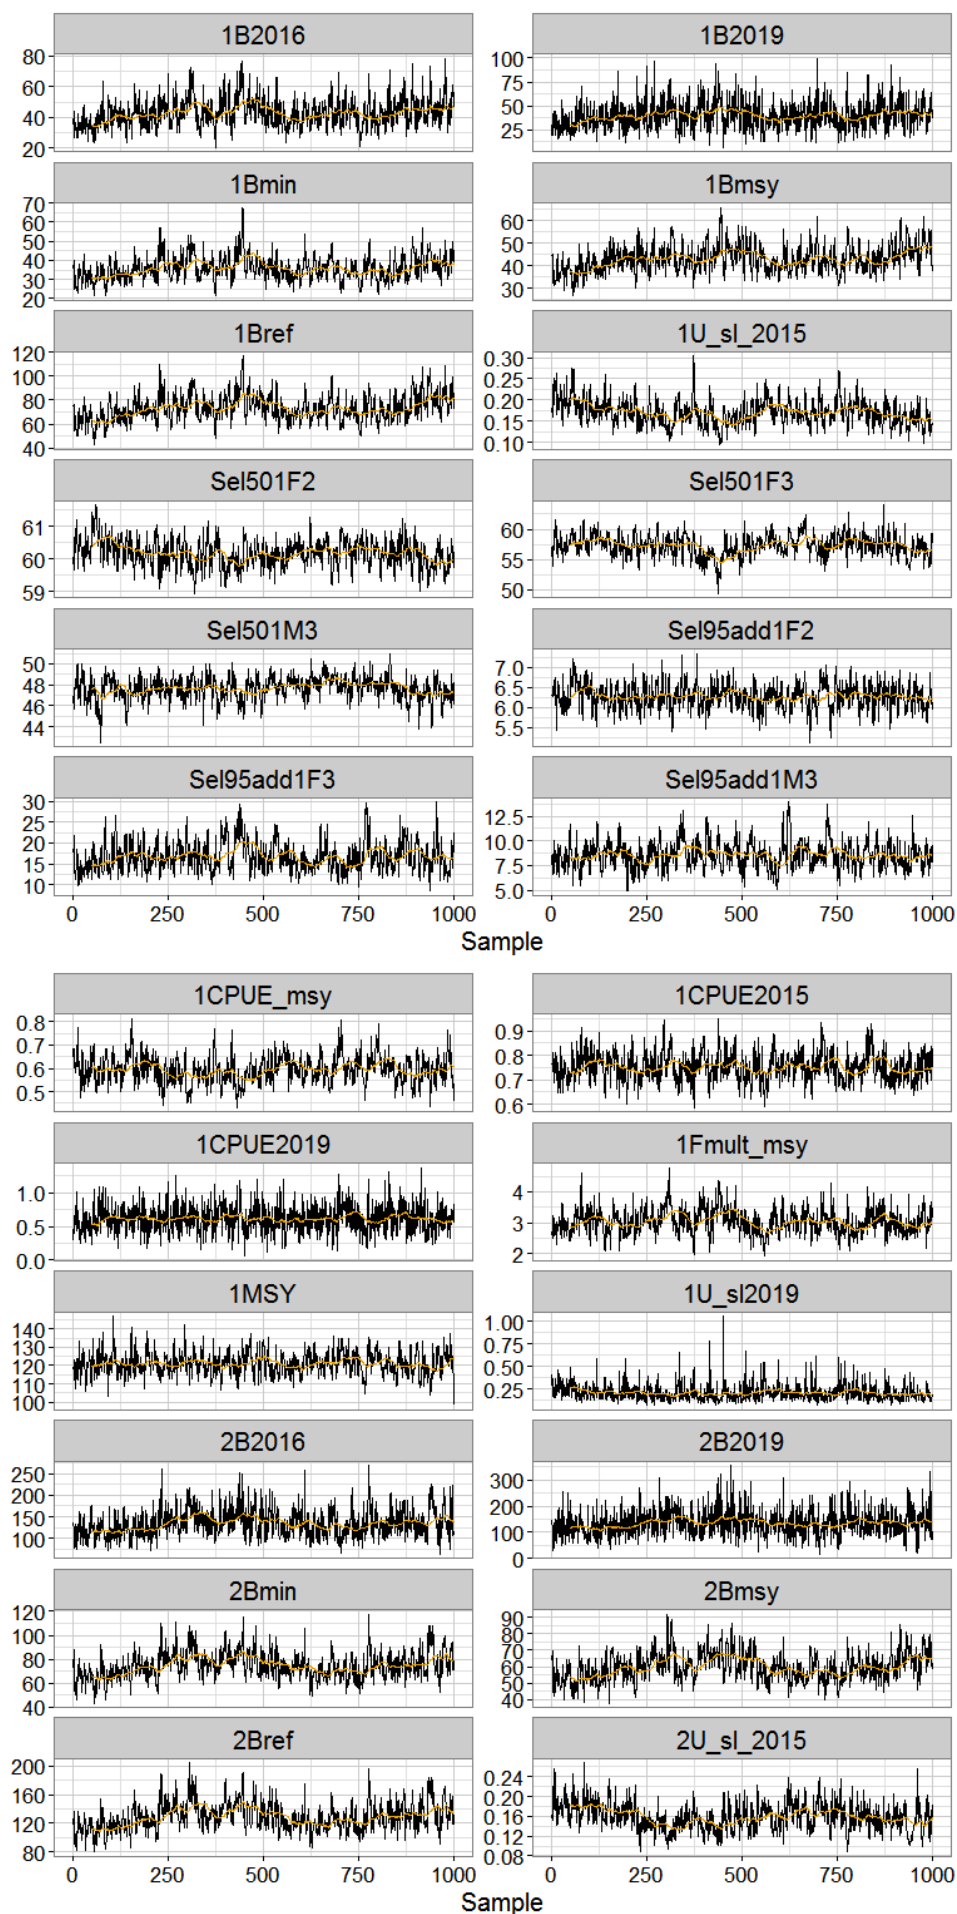 1B2016 1B2019
80 60 40 20 100 75 50 25
1Bmin 1Bmsy
70 60 50 40 30 20 60 50 40 30
1Bref 1U_sl_2015
120 100 80 60 40 0.30 0.25 0.20 0.15 0.10
Sel501F2 Sel501F3
61 60 59 60 55 50
Sel501M3 Sel95add1F2
50 48 46 44 7.0 6.5 6.0 5.5
Sel95add1F3 Sel95add1M3
30 25 20 15 10 12.5 10.0 7.5 5.0
0 250 500 750 1000 0 250 500 750 1000
Sample
1CPUE_msy 1CPUE2015
0.8 0.7 0.6 0.5 0.9 0.8 0.7 0.6
1CPUE2019 1Fmult_msy
1.0 0.5 0.0 4 3 2
1MSY 1U_sl2019
140 130 120 110 100 1.00 0.75 0.50 0.25
2B2016 2B2019
250 200 150 100 300 200 100 0
2Bmin 2Bmsy
120 100 80 60 40 90 80 70 60 50 40
2Bref 2U_sl_2015
200 160 120 80 0.24 0.20 0.16 0.12 0.08
0 250 500 750 1000 0 250 500 750 1000
Sample